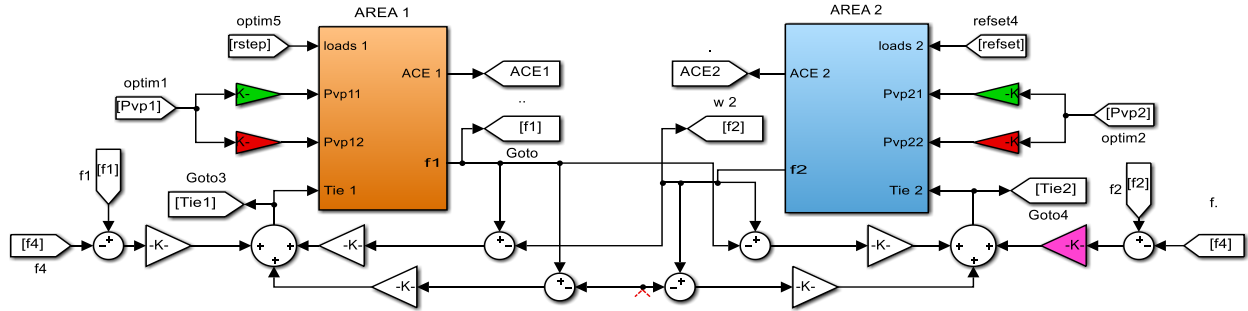 AREA 1
AREA 2
optim5
refset4
[rstep]
loads 1
loads 2
[refset]
.
ACE 1
ACE1
ACE2
ACE 2
optim1
..
w 2
[Pvp1]
K-
Pvp11
Pvp21
-K
[Pvp2]
[f1]
[f2]
K-
Pvp12
Pvp22
-K
optim2
Goto
f1
f2
f1
[f1]
Goto3
Tie 1
Tie 2
[Tie2]
f2
[f2]
f.
[Tie1]
Goto4
[f4]
-K-
-K-
-K-
-K-
[f4]
f4
-K-
-K-